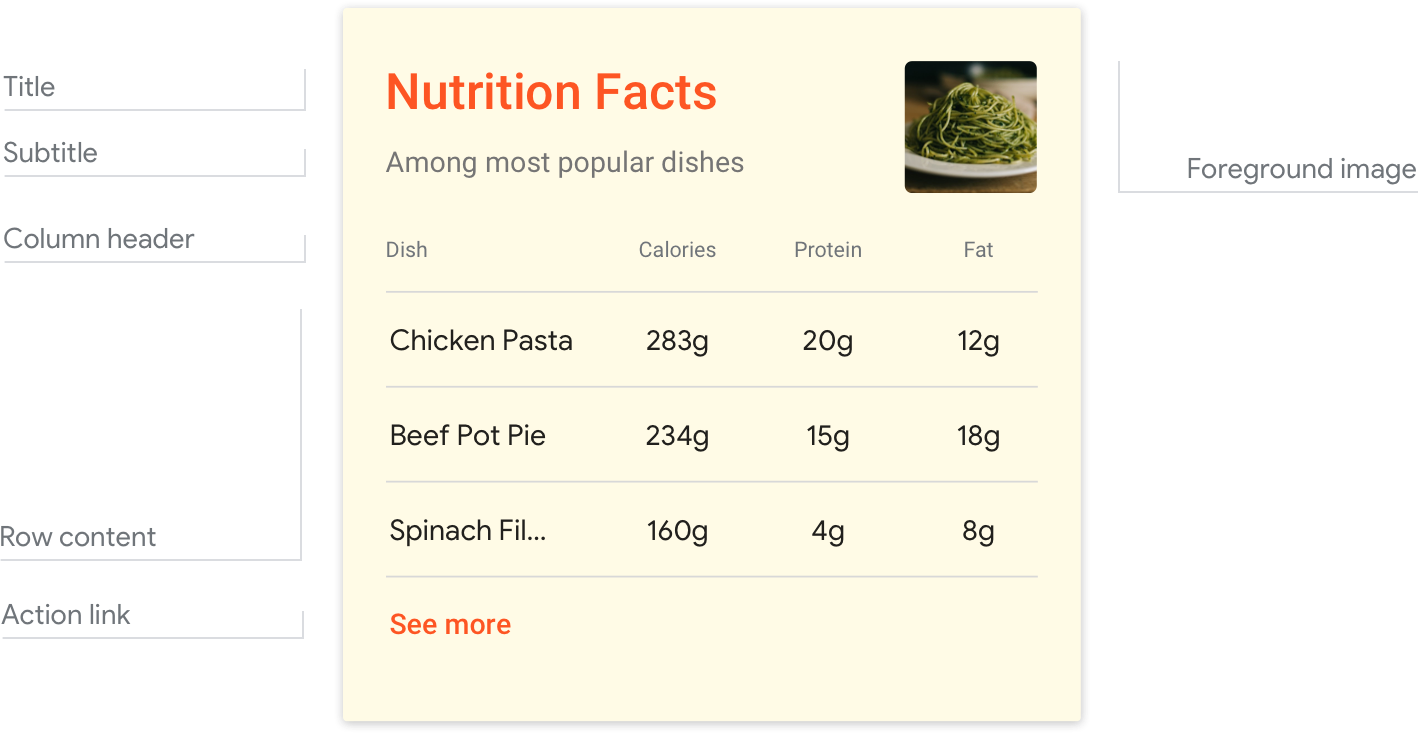 Title
Subtitle
Column header
Row content
Action link
Nutrition Facts
Among most popular dishes
Dish Calories Protein Fat
Chicken Pasta 283g 20g 12g
Beef Pot Pie 234g 15g 18g
Spinach Fil... 160g 4g 8g
See more
Foreground image